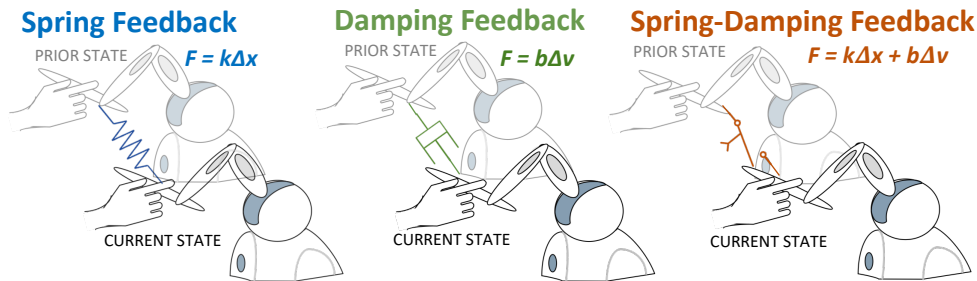 Spring Feedback
PRIOR STATE
F = kΔx
CURRENT STATE
Damping Feedback
PRIOR STATE
F = bΔv
CURRENT STATE
Spring-Damping Feedback
PRIOR STATE
F = kΔx + bΔv
CURRENT STATE